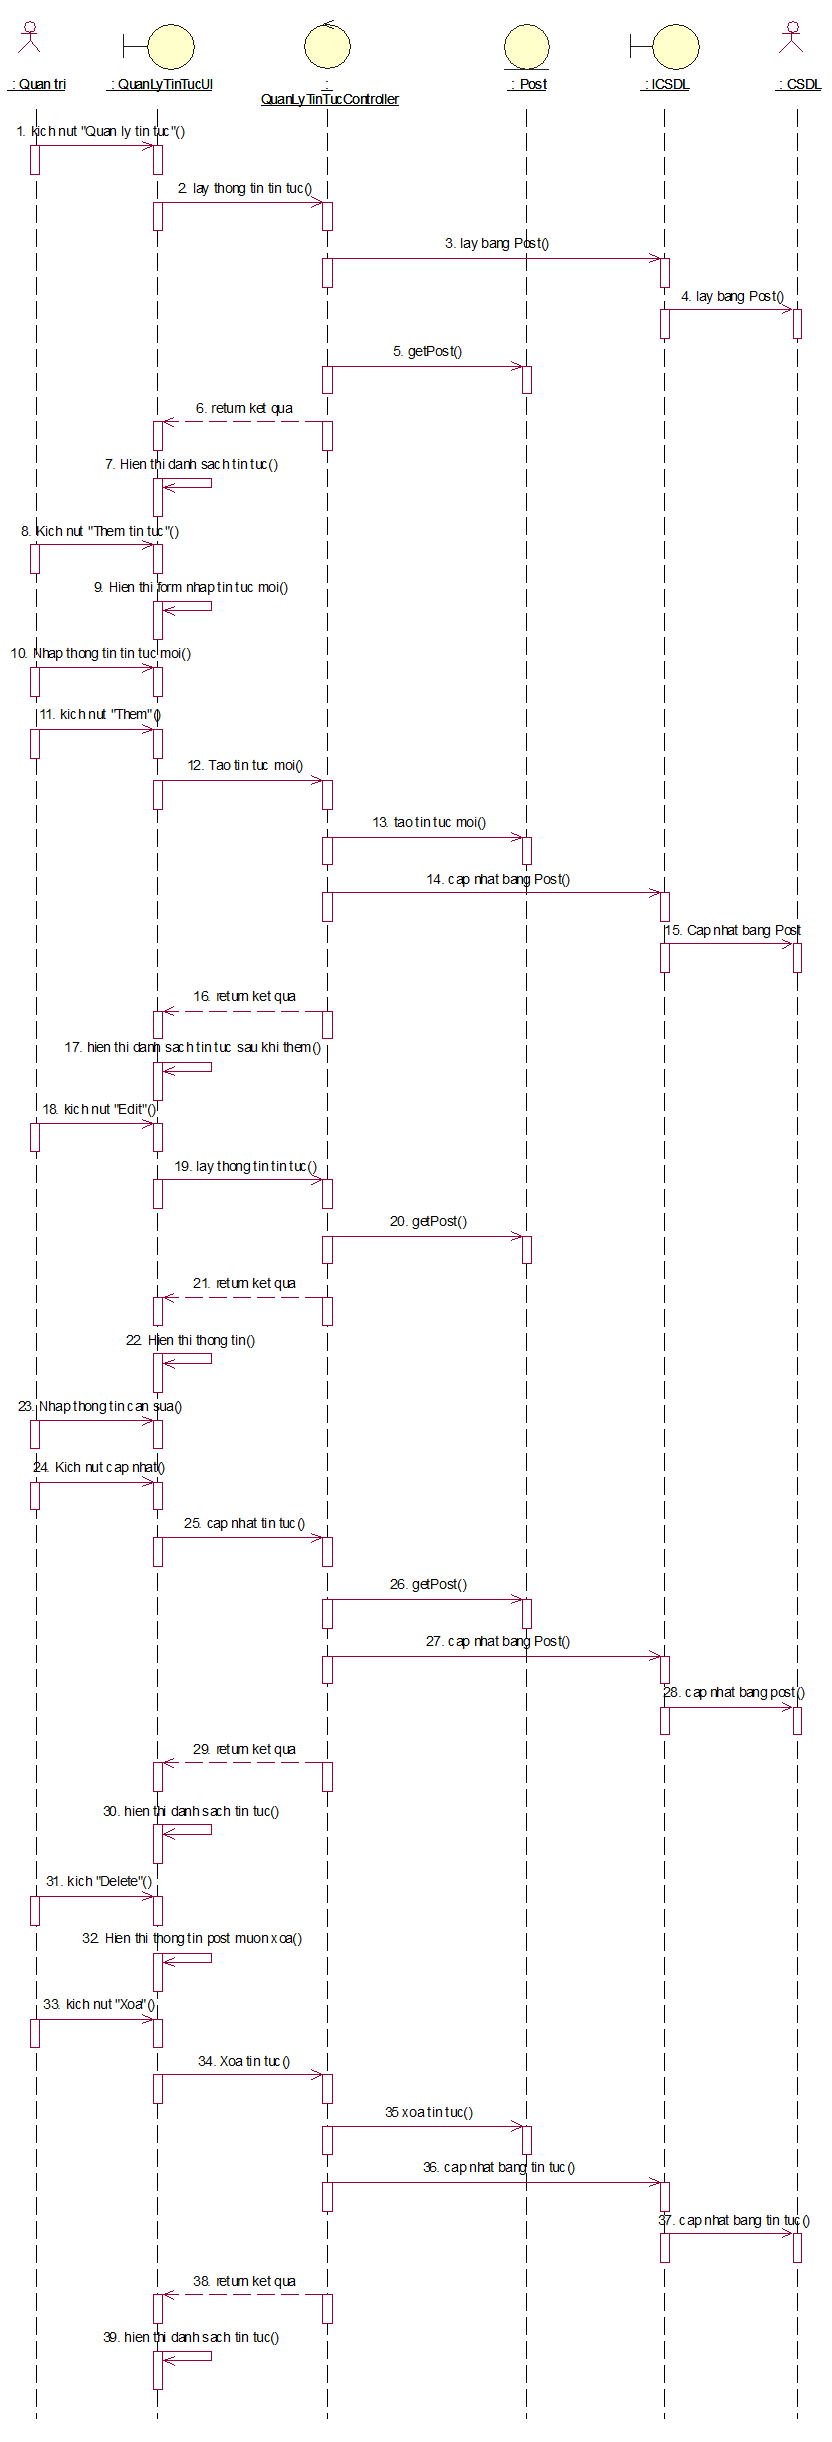 : Quan tri
: QuanLyTinTucUI
:
QuanLyTinTucController
: Post
: ICSDL
: CSDL
1. kich nut "Quan ly tin tuc"()
2. lay thong tin tin tuc()
3. lay bang Post()
4. lay bang Post()
5. getPost()
6. return ket qua
7. Hien thi danh sach tin tuc()
8. Kich nut "Them tin tuc"()
9. Hien thi form nhap tin tuc moi()
10. Nhap thong tin tin tuc moi()
11. kich nut "Them"()
12. Tao tin tuc moi()
13. tao tin tuc moi()
14. cap nhat bang Post()
15. Cap nhat bang Post
16. return ket qua
17. hien thi danh sach tin tuc sau khi them()
18. kich nut "Edit"()
19. lay thong tin tin tuc()
20. getPost()
21. return ket qua
22. Hien thi thong tin()
23. Nhap thong tin can sua()
24. Kich nut cap nhat()
25. cap nhat tin tuc()
26. getPost()
27. cap nhat bang Post()
28. cap nhat bang post()
29. return ket qua
30. hien thi danh sach tin tuc()
31. kich "Delete"()
32. Hien thi thong tin post muon xoa()
33. kich nut "Xoa"()
34. Xoa tin tuc()
35 xoa tin tuc()
36. cap nhat bang tin tuc()
37. cap nhat bang tin tuc()
38. return ket qua
39. hien thi danh sach tin tuc()